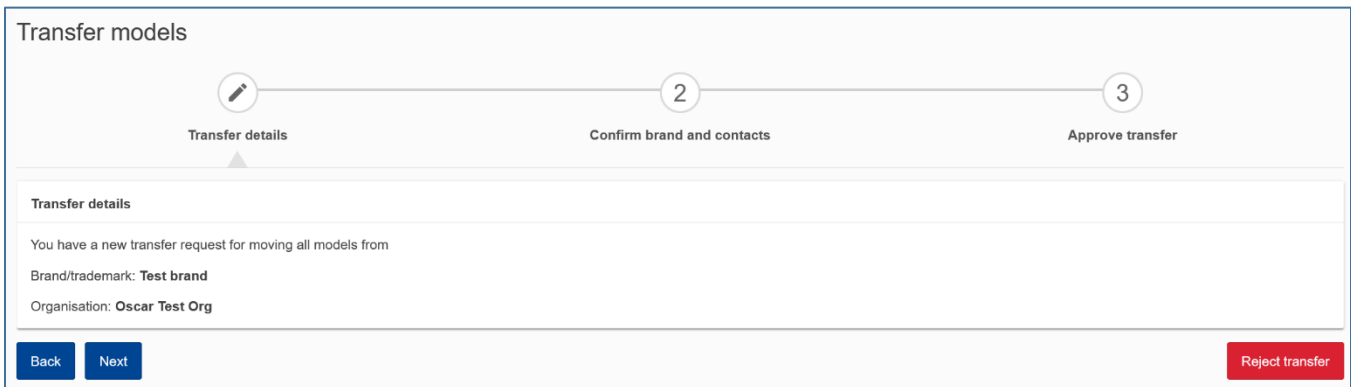 Transfer models
2
3
Transfer details
Confirm brand and contacts
Approve transfer
Transfer details
You have a new transfer request for moving all models from
Brand/trademark: Test brand
Organisation: Oscar Test Org
Back
Next
Reject transfer